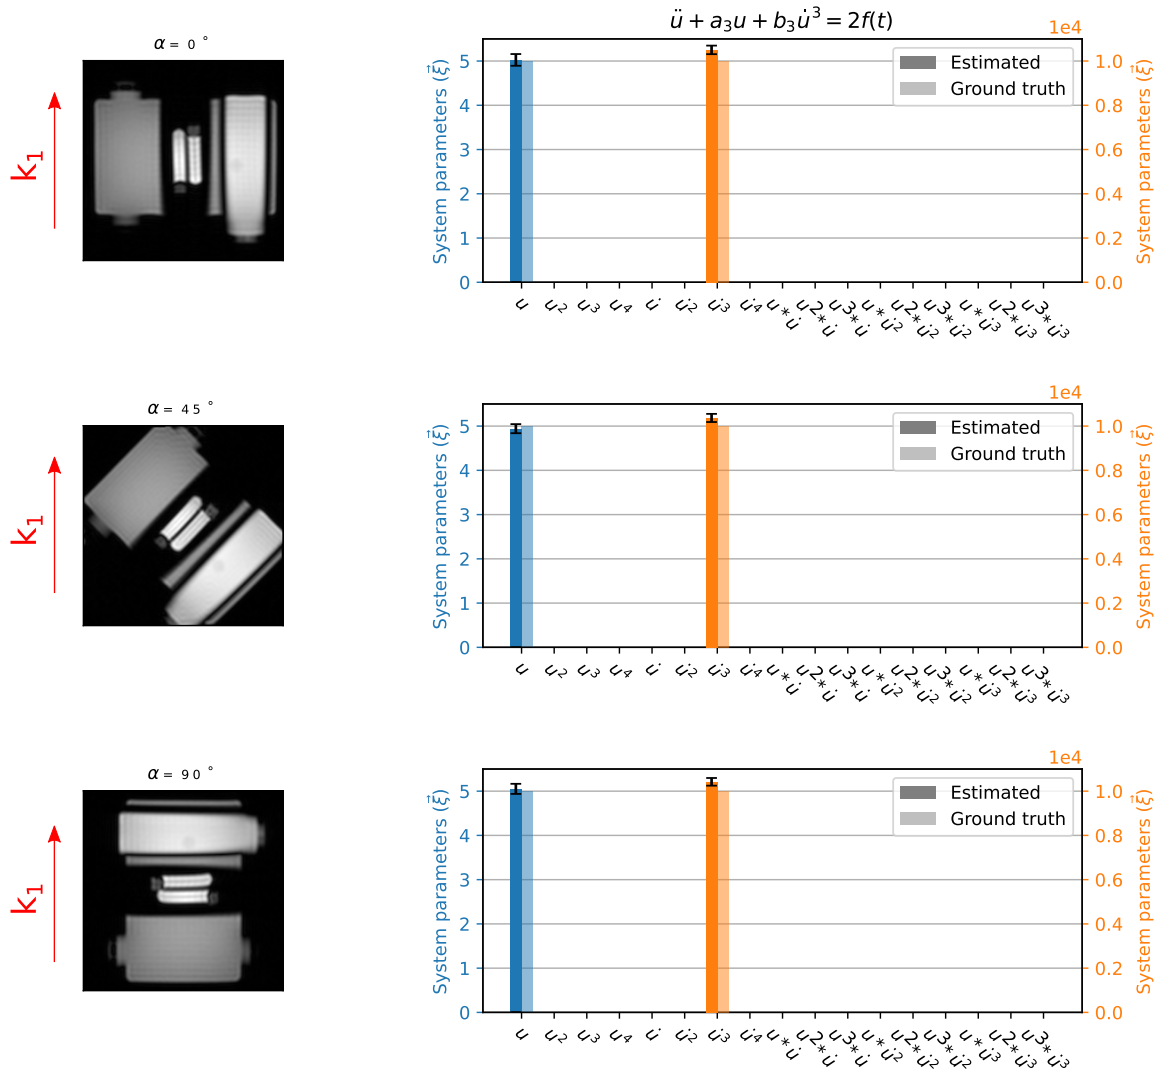 ü + a₃u + b₃u̇³ = 2f(t)
α = 0 °
k₁
1e4
System parameters (ξ⃗)
5
4
3
2
1
0
Estimated
Ground truth
1.0
0.8
0.6
0.4
0.2
0.0
System parameters (ξ⃗)
u u² u³ u⁴ u̇ u̇² u̇³ u̇⁴ u*u̇ u2*u̇ u3*u̇ u*u̇² u2*u̇² u3*u̇² u*u̇³ u2*u̇³ u3*u̇³
α = 45 °
k₁
1e4
System parameters (ξ⃗)
5
4
3
2
1
0
Estimated
Ground truth
1.0
0.8
0.6
0.4
0.2
0.0
System parameters (ξ⃗)
u u² u³ u⁴ u̇ u̇² u̇³ u̇⁴ u*u̇ u2*u̇ u3*u̇ u*u̇² u2*u̇² u3*u̇² u*u̇³ u2*u̇³ u3*u̇³
α = 90 °
k₁
1e4
System parameters (ξ⃗)
5
4
3
2
1
0
Estimated
Ground truth
1.0
0.8
0.6
0.4
0.2
0.0
System parameters (ξ⃗)
u u² u³ u⁴ u̇ u̇² u̇³ u̇⁴ u*u̇ u2*u̇ u3*u̇ u*u̇² u2*u̇² u3*u̇² u*u̇³ u2*u̇³ u3*u̇³